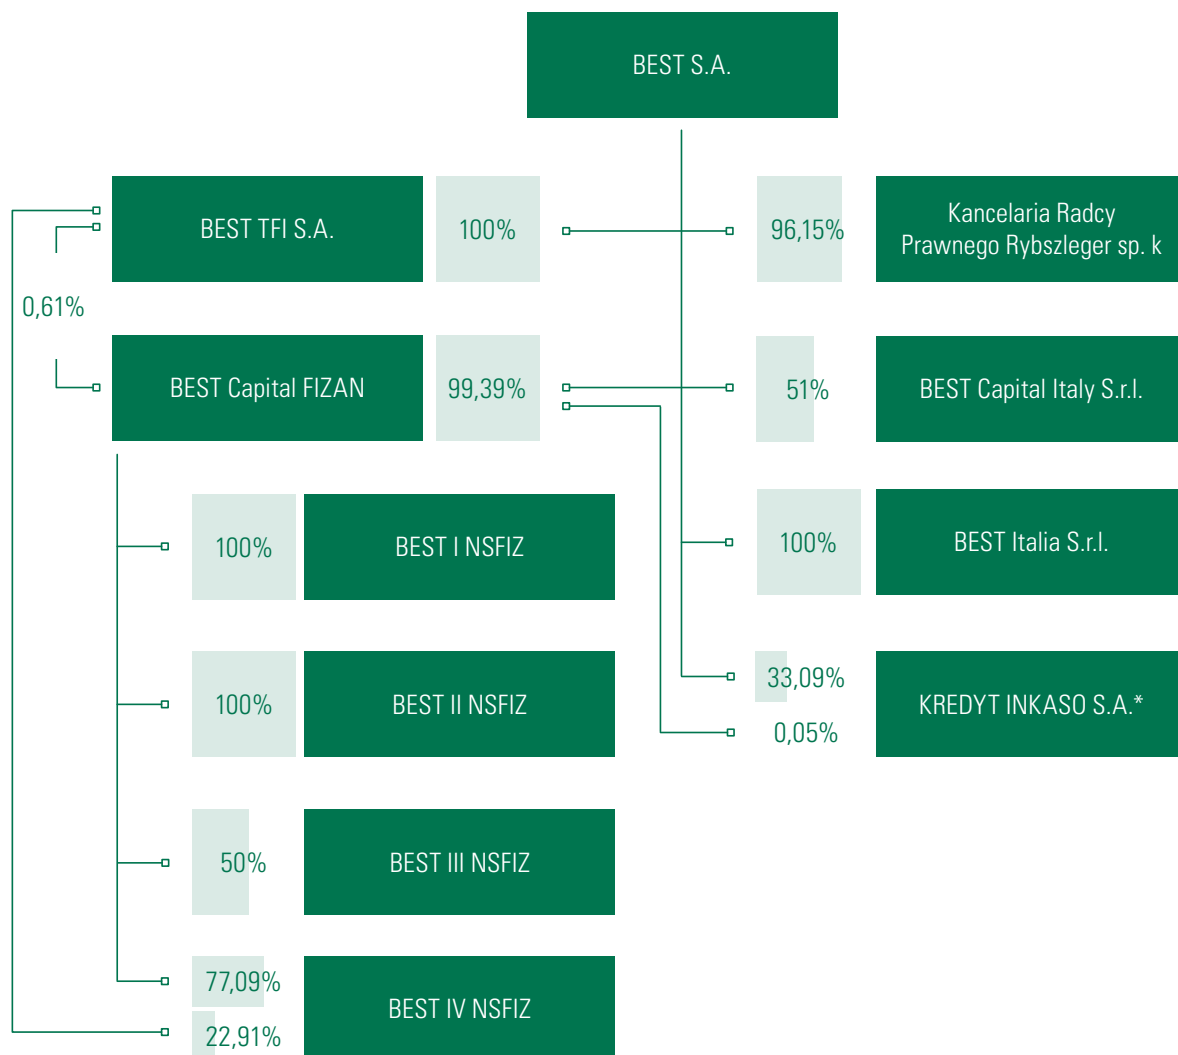 BEST S.A.
BEST TFI S.A.
100%
96,15%
Kancelaria Radcy
Prawnego Rybszleger sp. k
0,61%
BEST Capital FIZAN
99,39%
51%
BEST Capital Italy S.r.l.
100%
BEST I NSFIZ
100%
BEST Italia S.r.l.
100%
BEST II NSFIZ
33,09%
0,05%
KREDYT INKASO S.A.*
50%
BEST III NSFIZ
77,09%
22,91%
BEST IV NSFIZ